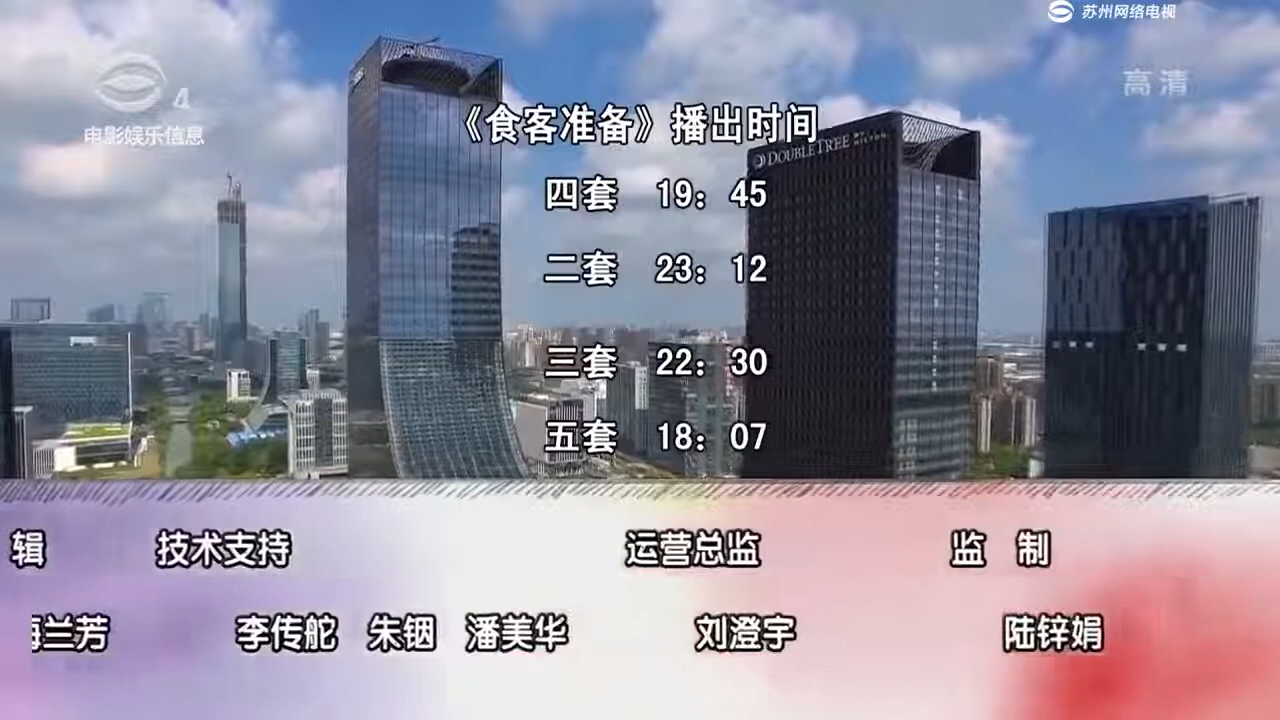 苏州网络电视
4
高清
电影娱乐信息
《食客准备》播出时间
DOUBLETREE
四套 19：45
二套 23：12
三套 22：30
五套 18：07
辑 技术支持 运营总监 监 制
兰芳 李传舵 朱铟 潘美华 刘澄宇 陆锌娟